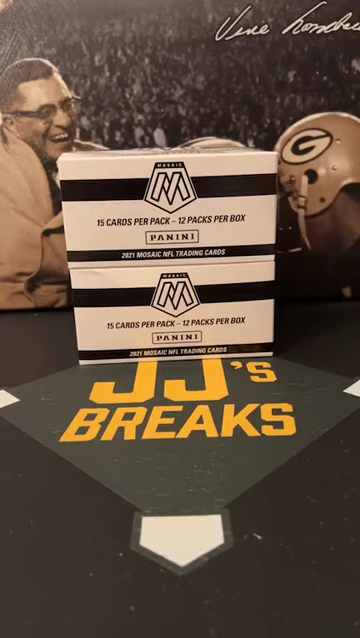 Vince Lombardi
MOSAIC
M
15 CARDS PER PACK – 12 PACKS PER BOX
PANINI
2021 MOSAIC NFL TRADING CARDS
MOSAIC
M
15 CARDS PER PACK – 12 PACKS PER BOX
PANINI
2021 MOSAIC NFL TRADING CARDS
JJ'S
BREAKS
G